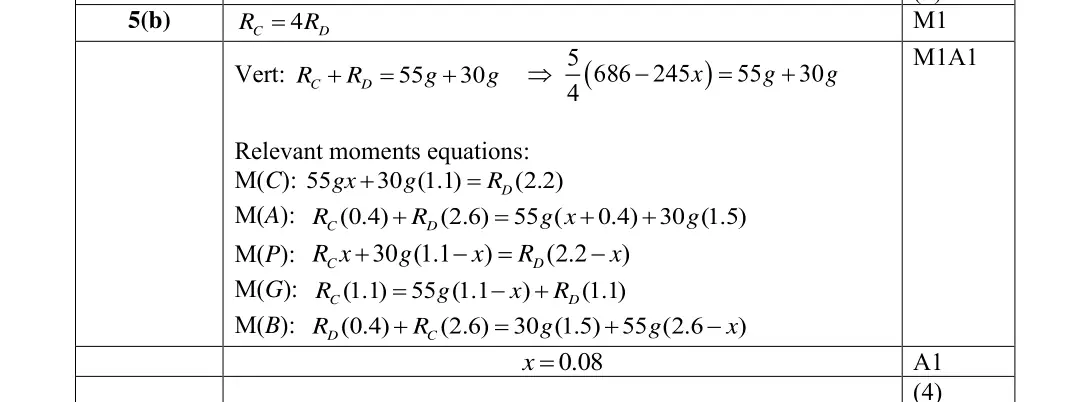 5(b) R_C = 4R_D M1
Vert: R_C + R_D = 55g + 30g ⇒ 5/4 (686 − 245x) = 55g + 30g M1A1
Relevant moments equations:
M(C): 55gx + 30g(1.1) = R_D(2.2)
M(A): R_C(0.4) + R_D(2.6) = 55g(x + 0.4) + 30g(1.5)
M(P): R_C x + 30g(1.1 − x) = R_D(2.2 − x)
M(G): R_C(1.1) = 55g(1.1 − x) + R_D(1.1)
M(B): R_D(0.4) + R_C(2.6) = 30g(1.5) + 55g(2.6 − x)
x = 0.08 A1
(4)